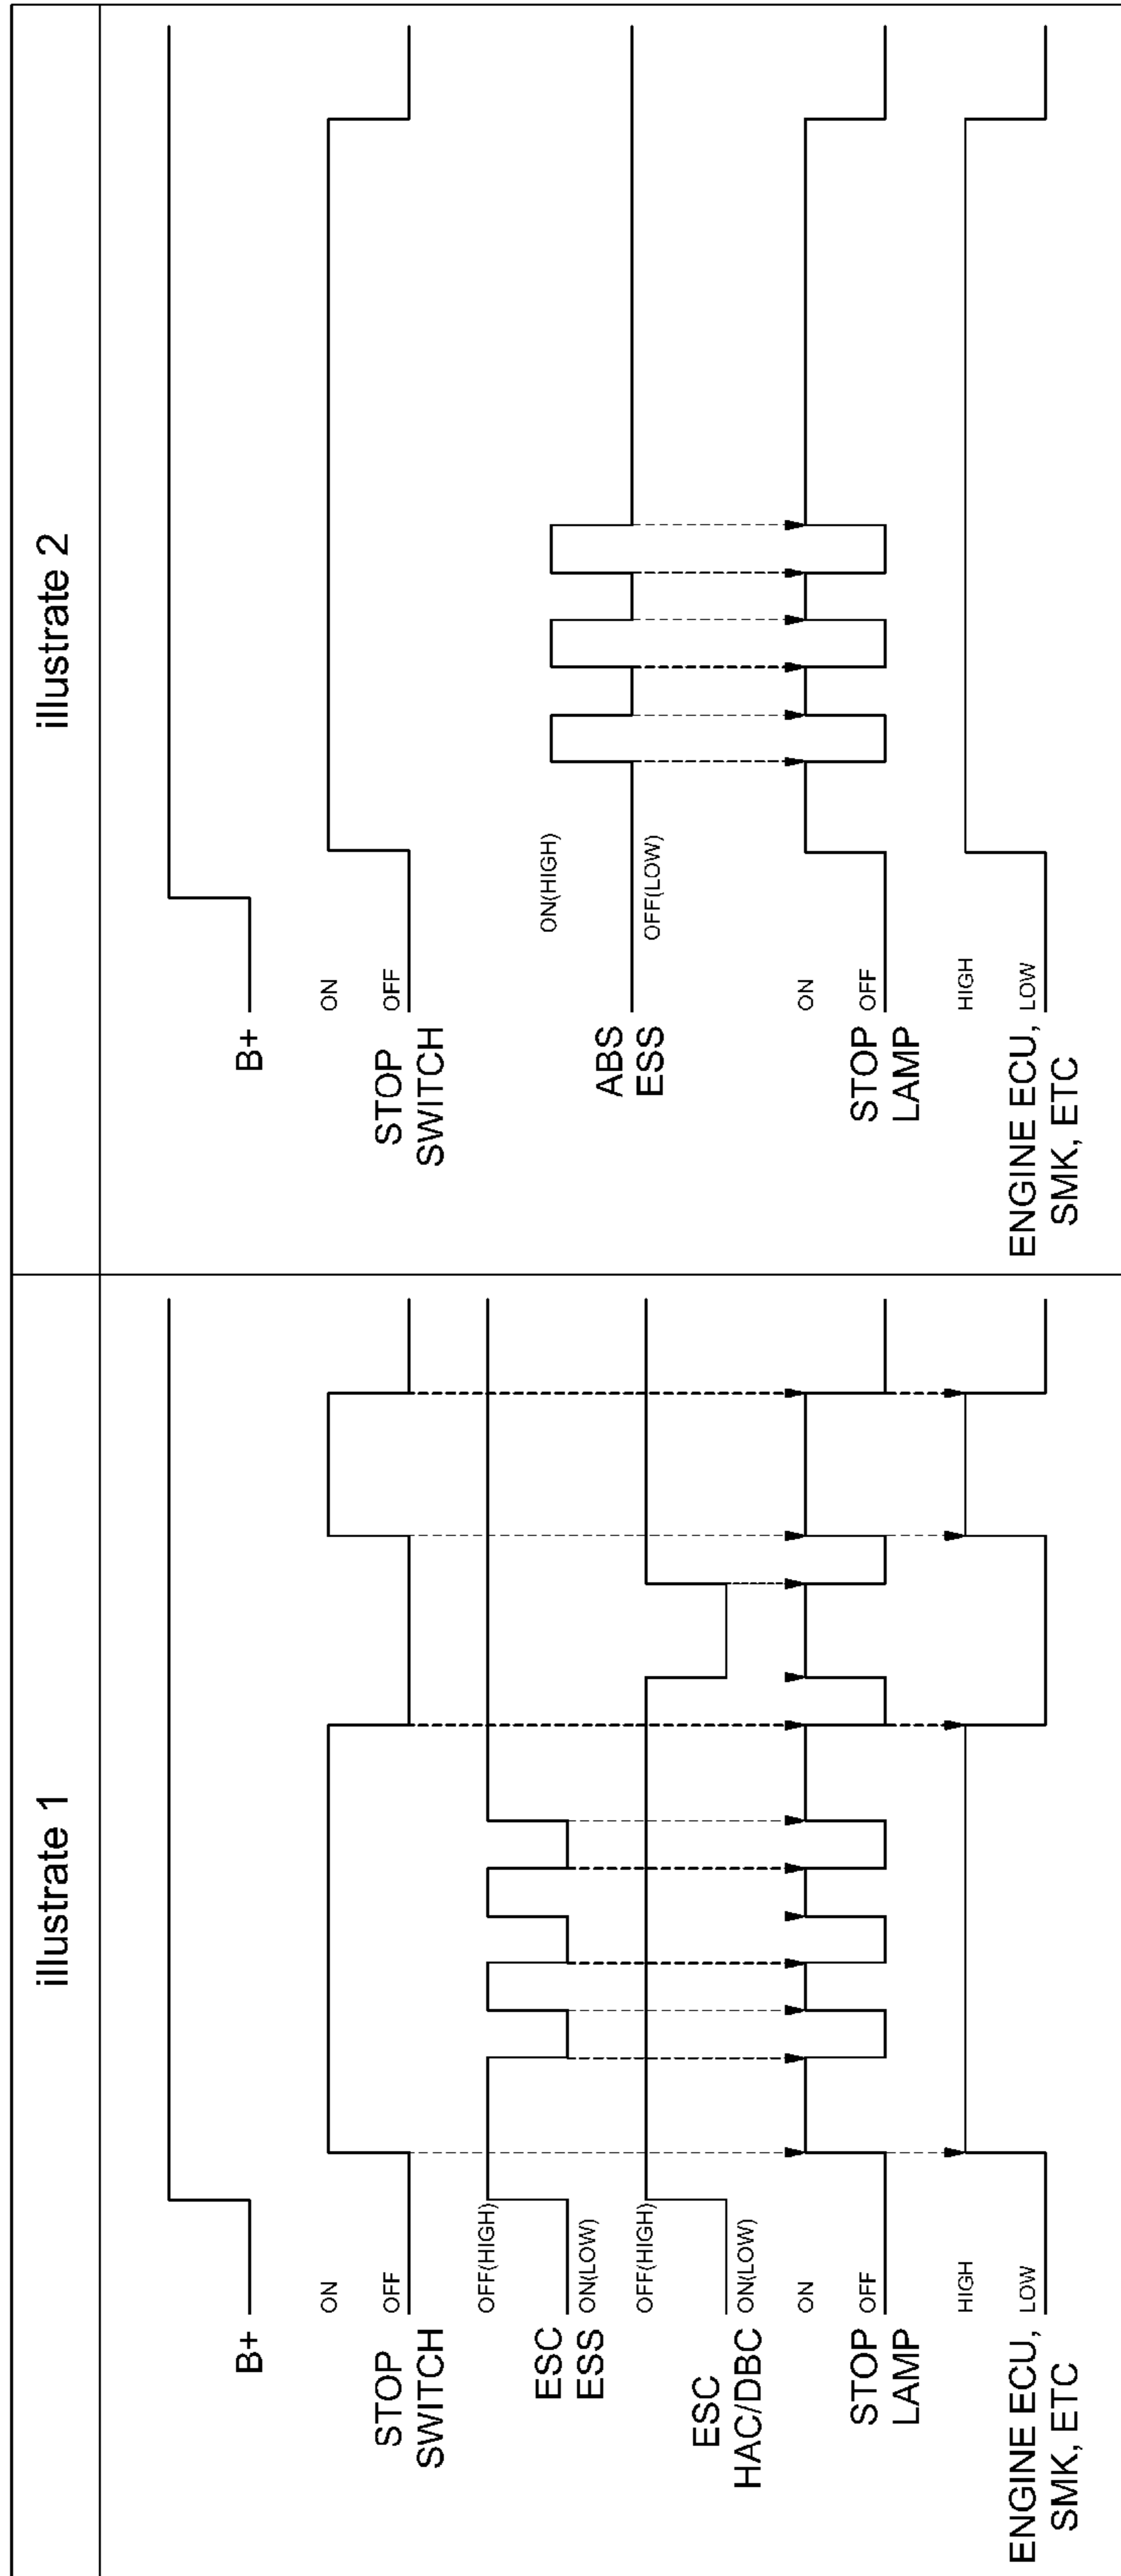 illustrate 1
B+
STOP
SWITCH
ON
OFF
ESC
ESS
OFF(HIGH)
ON(LOW)
ESC
HAC/DBC
OFF(HIGH)
ON(LOW)
STOP
LAMP
ON
OFF
ENGINE ECU,
SMK, ETC
HIGH
LOW
illustrate 2
B+
STOP
SWITCH
ON
OFF
ABS
ESS
ON(HIGH)
OFF(LOW)
STOP
LAMP
ON
OFF
ENGINE ECU,
SMK, ETC
HIGH
LOW